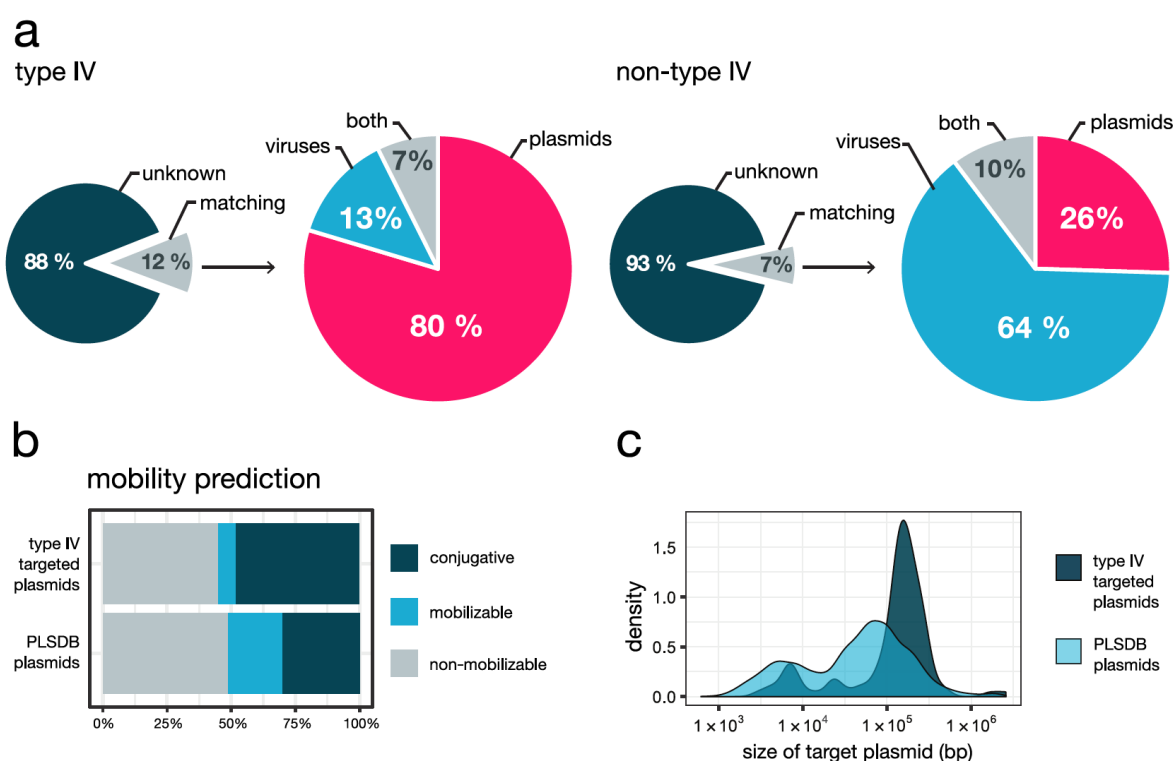 a
type IV
unknown
matching
88 %
12 %
both
viruses
plasmids
7%
13%
80 %
non-type IV
unknown
matching
93 %
7%
both
viruses
plasmids
10%
26%
64 %
b
mobility prediction
type IV
targeted
plasmids
PLSDB
plasmids
0%
25%
50%
75%
100%
conjugative
mobilizable
non-mobilizable
c
density
1.5
1.0
0.5
0.0
1 × 10³
1 × 10⁴
1 × 10⁵
1 × 10⁶
size of target plasmid (bp)
type IV
targeted
plasmids
PLSDB
plasmids